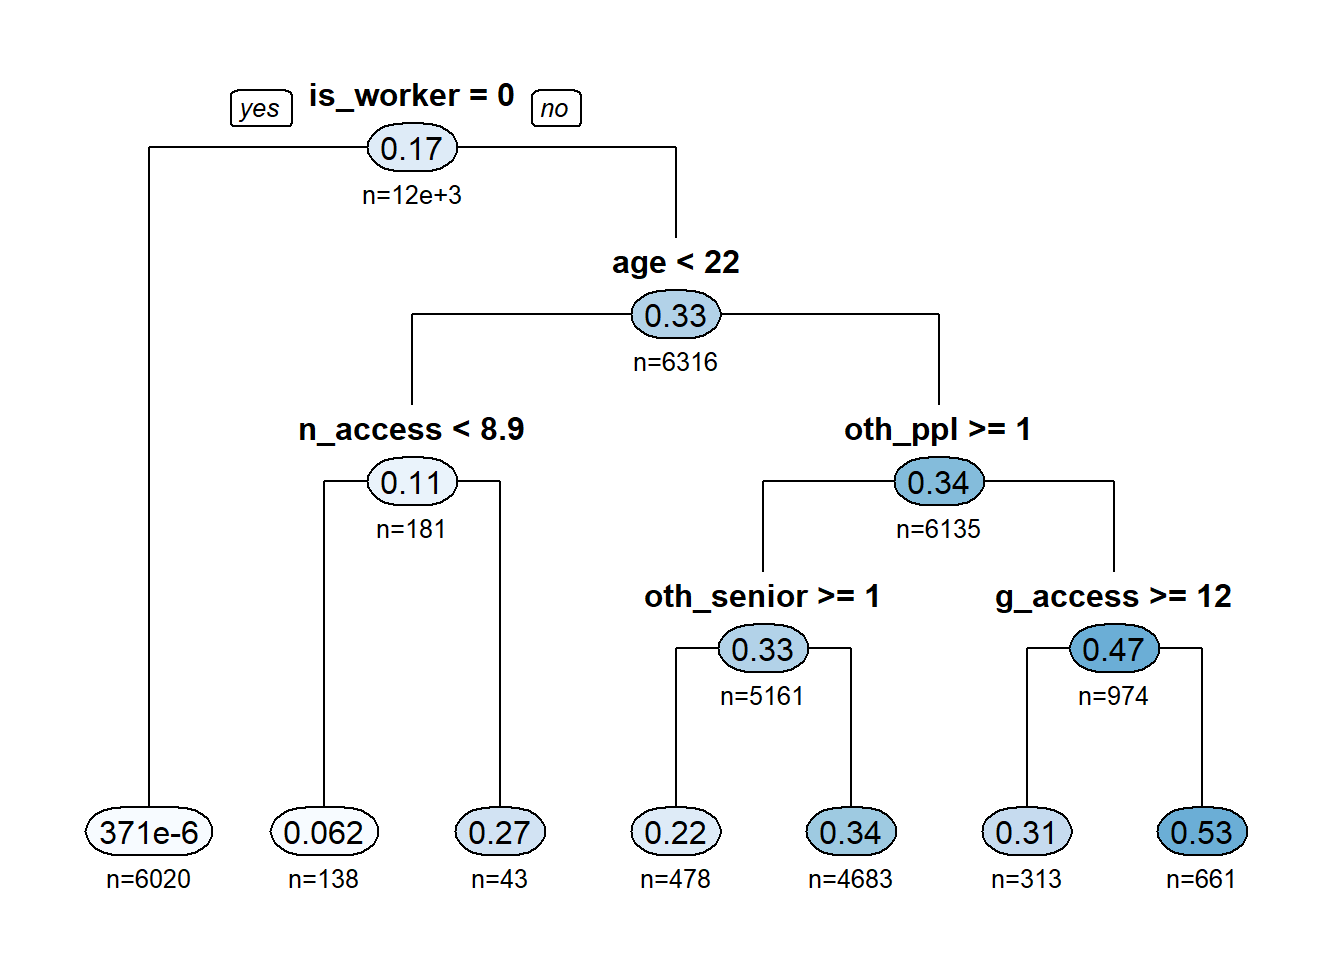 yes is_worker = 0 no
0.17
n=12e+3
age < 22
0.33
n=6316
n_access < 8.9 oth_ppl >= 1
0.11 0.34
n=181 n=6135
oth_senior >= 1 g_access >= 12
0.33 0.47
n=5161 n=974
371e-6 0.062 0.27 0.22 0.34 0.31 0.53
n=6020 n=138 n=43 n=478 n=4683 n=313 n=661